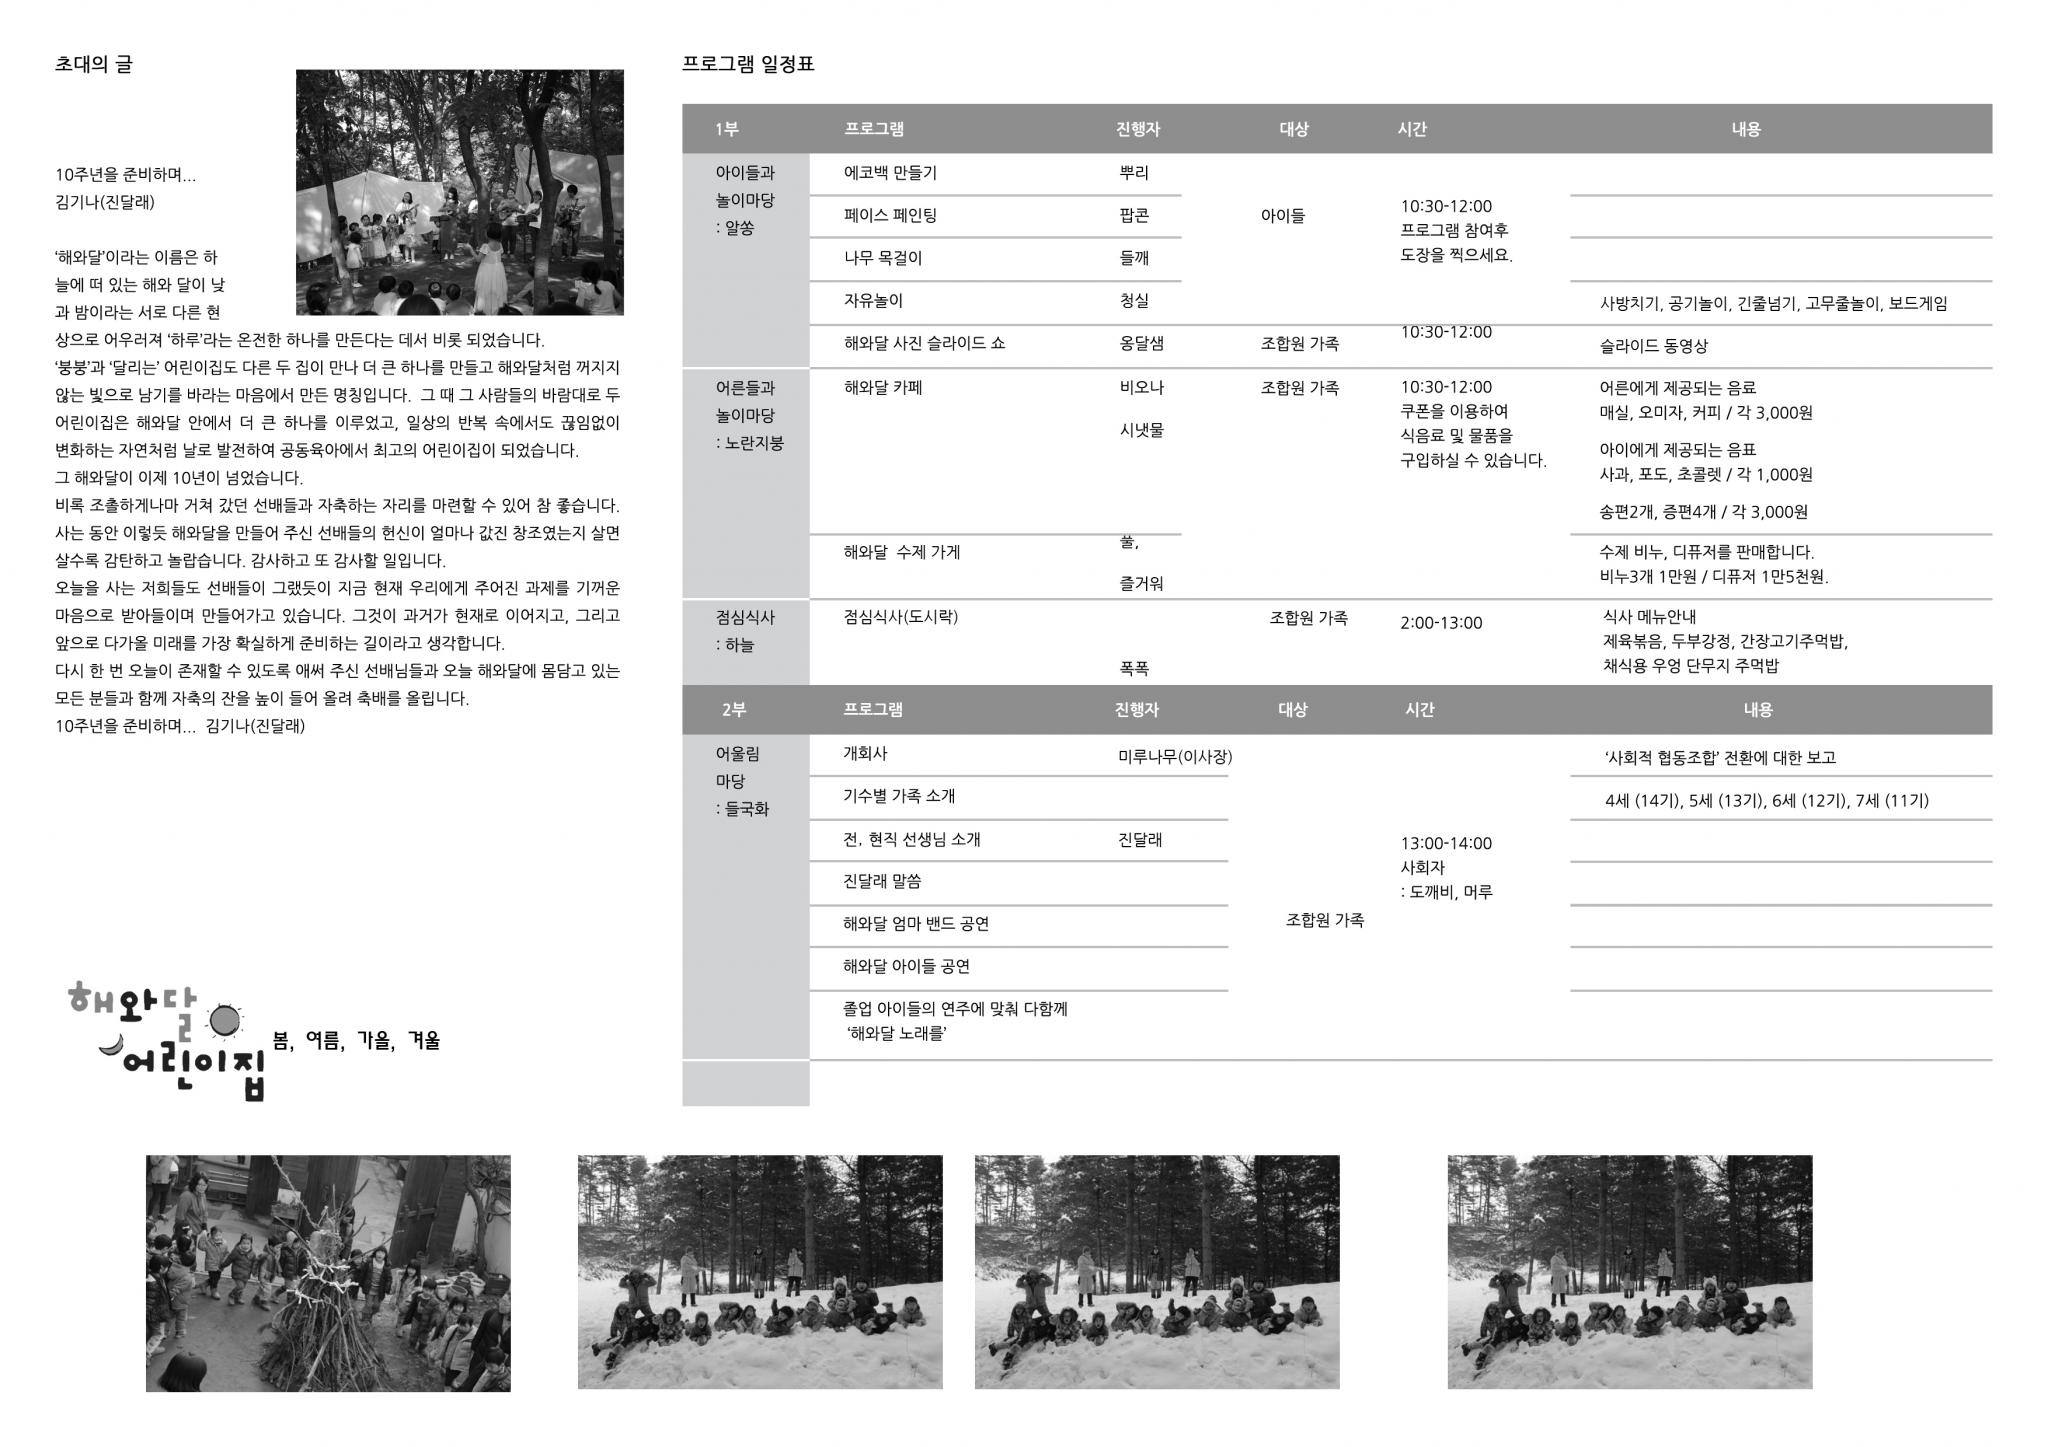 초대의 글
10주년을 준비하며...
김기나(진달래)
‘해와달’이라는 이름은 하
늘에 떠 있는 해와 달이 낮
과 밤이라는 서로 다른 현
상으로 어우러져 ‘하루’라는 온전한 하나를 만든다는 데서 비롯 되었습니다.
‘붕붕’과 ‘달리는’ 어린이집도 다른 두 집이 만나 더 큰 하나를 만들고 해와달처럼 꺼지지
않는 빛으로 남기를 바라는 마음에서 만든 명칭입니다. 그 때 그 사람들의 바람대로 두
어린이집은 해와달 안에서 더 큰 하나를 이루었고, 일상의 반복 속에서도 끊임없이
변화하는 자연처럼 날로 발전하여 공동육아에서 최고의 어린이집이 되었습니다.
그 해와달이 이제 10년이 넘었습니다.
비록 조촐하게나마 거쳐 갔던 선배들과 자축하는 자리를 마련할 수 있어 참 좋습니다.
사는 동안 이렇듯 해와달을 만들어 주신 선배들의 헌신이 얼마나 값진 창조였는지 살면
살수록 감탄하고 놀랍습니다. 감사하고 또 감사할 일입니다.
오늘을 사는 저희들도 선배들이 그랬듯이 지금 현재 우리에게 주어진 과제를 기꺼운
마음으로 받아들이며 만들어가고 있습니다. 그것이 과거가 현재로 이어지고, 그리고
앞으로 다가올 미래를 가장 확실하게 준비하는 길이라고 생각합니다.
다시 한 번 오늘이 존재할 수 있도록 애써 주신 선배님들과 오늘 해와달에 몸담고 있는
모든 분들과 함께 자축의 잔을 높이 들어 올려 축배를 올립니다.
10주년을 준비하며... 김기나(진달래)
해와달
어린이집
봄, 여름, 가을, 겨울
프로그램 일정표
1부 프로그램 진행자 대상 시간 내용
아이들과
놀이마당
: 알쏭
에코백 만들기 뿌리
페이스 페인팅 팝콘
나무 목걸이 들깨
자유놀이 청실
아이들
10:30-12:00
프로그램 참여후
도장을 찍으세요.
사방치기, 공기놀이, 긴줄넘기, 고무줄놀이, 보드게임
해와달 사진 슬라이드 쇼 옹달샘 조합원 가족 10:30-12:00 슬라이드 동영상
어른들과
놀이마당
: 노란지붕
해와달 카페
비오나
시냇물
조합원 가족
10:30-12:00
쿠폰을 이용하여
식음료 및 물품을
구입하실 수 있습니다.
어른에게 제공되는 음료
매실, 오미자, 커피 / 각 3,000원
아이에게 제공되는 음표
사과, 포도, 초콜렛 / 각 1,000원
송편2개, 증편4개 / 각 3,000원
해와달 수제 가게
풀,
즐거워
수제 비누, 디퓨저를 판매합니다.
비누3개 1만원 / 디퓨저 1만5천원.
점심식사
: 하늘
점심식사(도시락)
폭폭
조합원 가족
2:00-13:00
식사 메뉴안내
제육볶음, 두부강정, 간장고기주먹밥,
채식용 우엉 단무지 주먹밥
2부 프로그램 진행자 대상 시간 내용
어울림
마당
: 들국화
개회사 미루나무(이사장) ‘사회적 협동조합’ 전환에 대한 보고
기수별 가족 소개 4세 (14기), 5세 (13기), 6세 (12기), 7세 (11기)
전, 현직 선생님 소개 진달래
진달래 말씀
해와달 엄마 밴드 공연
해와달 아이들 공연
졸업 아이들의 연주에 맞춰 다함께
‘해와달 노래를’
조합원 가족
13:00-14:00
사회자
: 도깨비, 머루